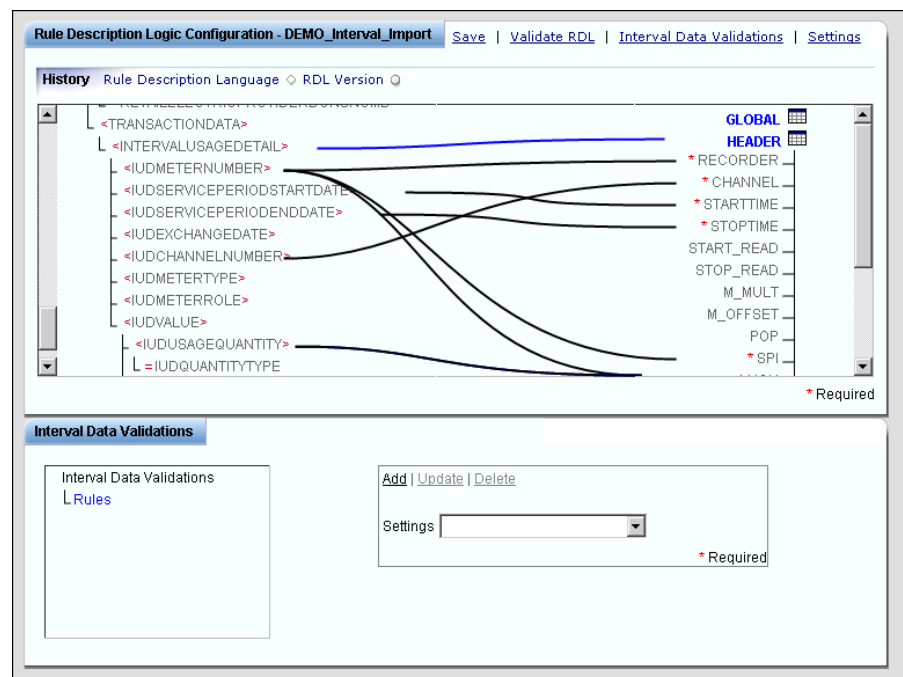 Rule Description Logic Configuration - DEMO_Interval_Import Save | Validate RDL | Interval Data Validations | Settings
History Rule Description Language RDL Version
<TRANSACTIONDATA>
GLOBAL
<INTERVALUSAGEDETAIL>
HEADER
<IUDMETERNUMBER>
* RECORDER
<IUDSERVICEPERIODSTARTDATE
* CHANNEL
<IUDSERVICEPERIODENDDATE>
* STARTTIME
<IUDEXCHANGEDATE>
* STOPTIME
<IUDCHANNELNUMBER>
START_READ
<IUDMETERTYPE>
STOP_READ
<IUDMETERROLE>
M_MULT
<IUDVALUE>
M_OFFSET
<IUDUSAGEQUANTITY>
POP
=IUDQUANTITYTYPE
* SPI
* Required
Interval Data Validations
Interval Data Validations
Rules
Add | Update | Delete
Settings
* Required